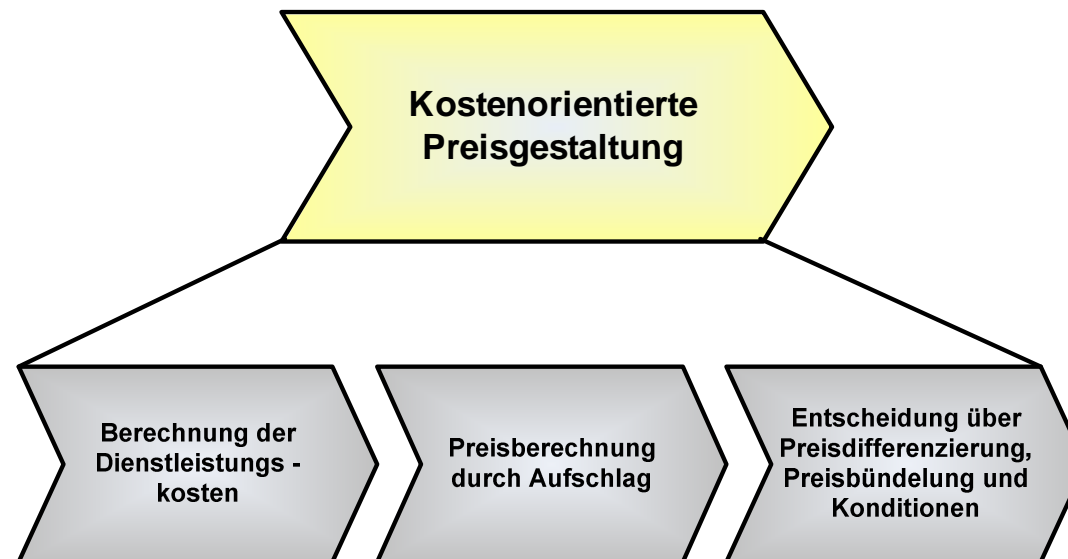 Kostenorientierte
Preisgestaltung
Berechnung der
Dienstleistungs -
kosten
Preisberechnung
durch Aufschlag
Entscheidung über
Preisdifferenzierung,
Preisbündelung und
Konditionen